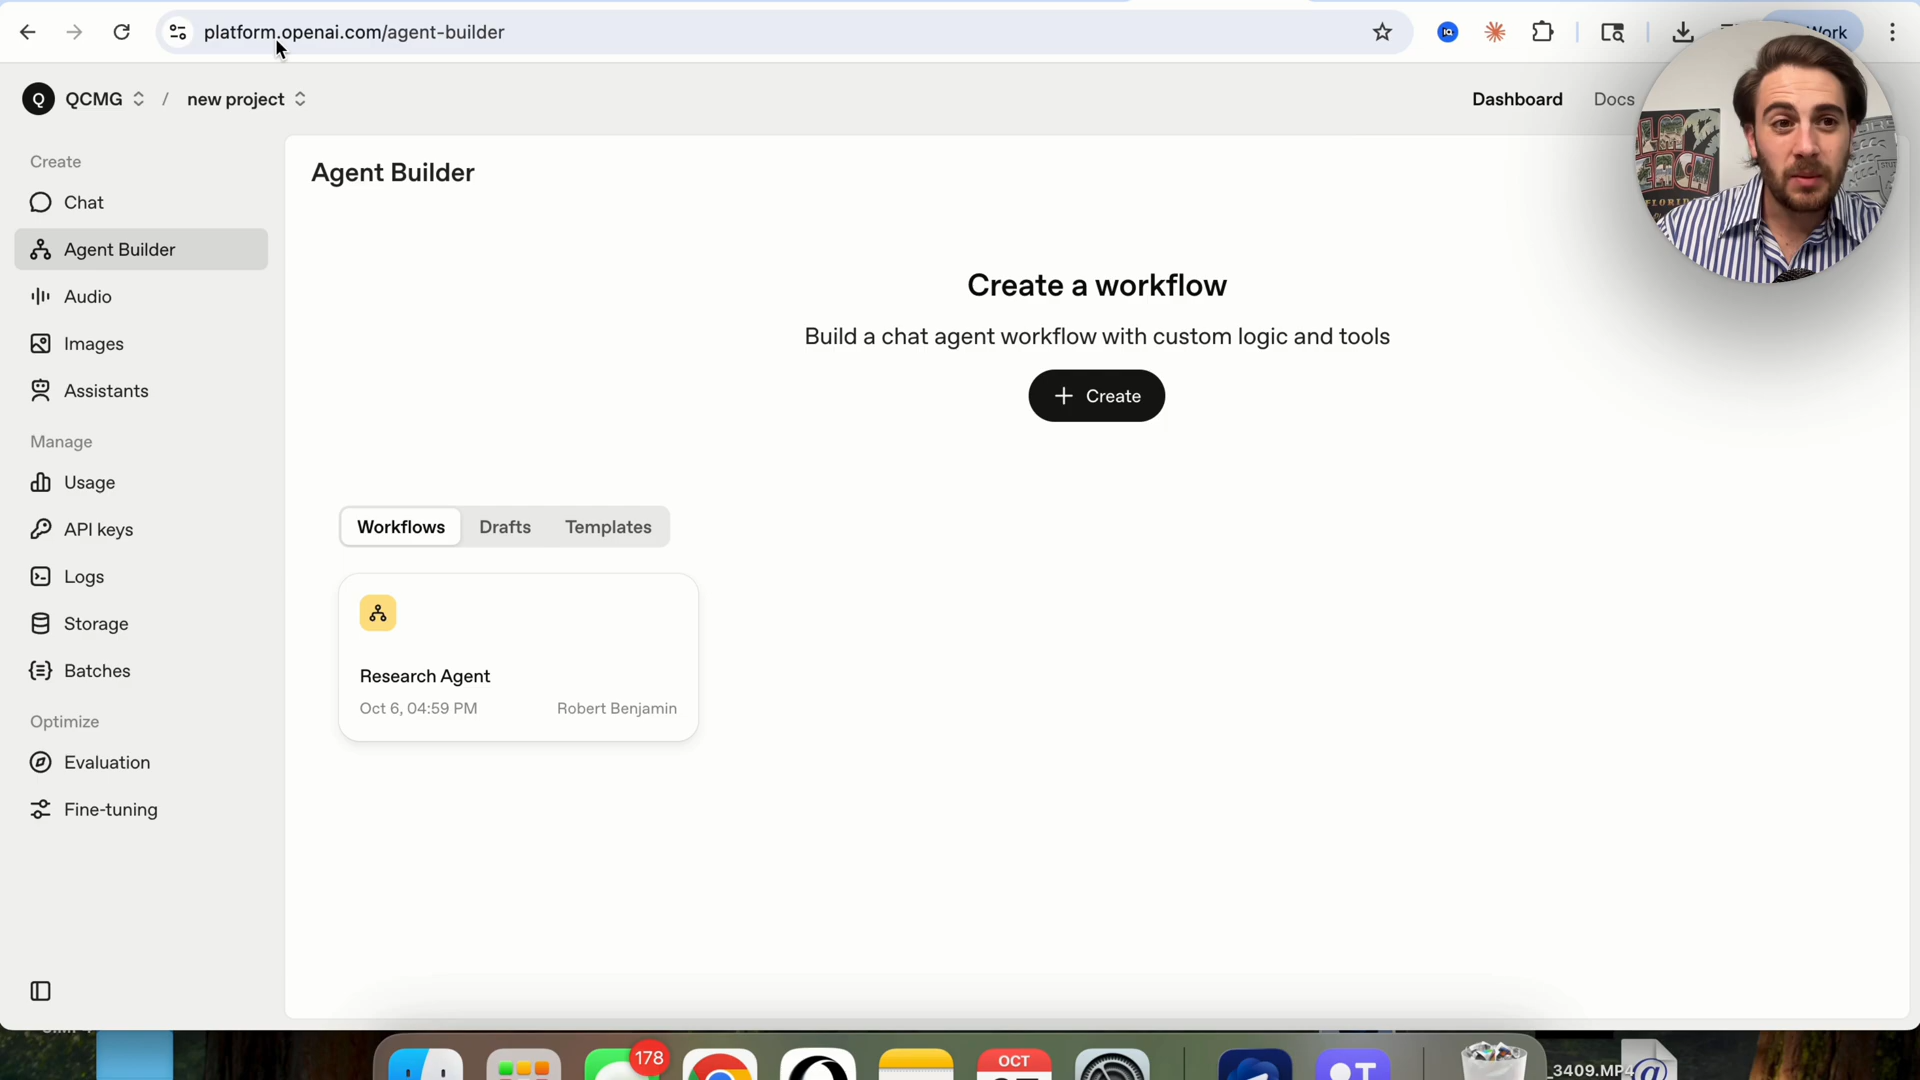 platform.openai.com/agent-builder
Work
Q QCMG / new project
Dashboard Docs
Create
Chat
Agent Builder
Audio
Images
Assistants
Manage
Usage
API keys
Logs
Storage
Batches
Optimize
Evaluation
Fine-tuning
Agent Builder
Create a workflow
Build a chat agent workflow with custom logic and tools
+ Create
Workflows Drafts Templates
Research Agent
Oct 6, 04:59 PM Robert Benjamin
FLORID
178
OCT
T
_3409.MP4